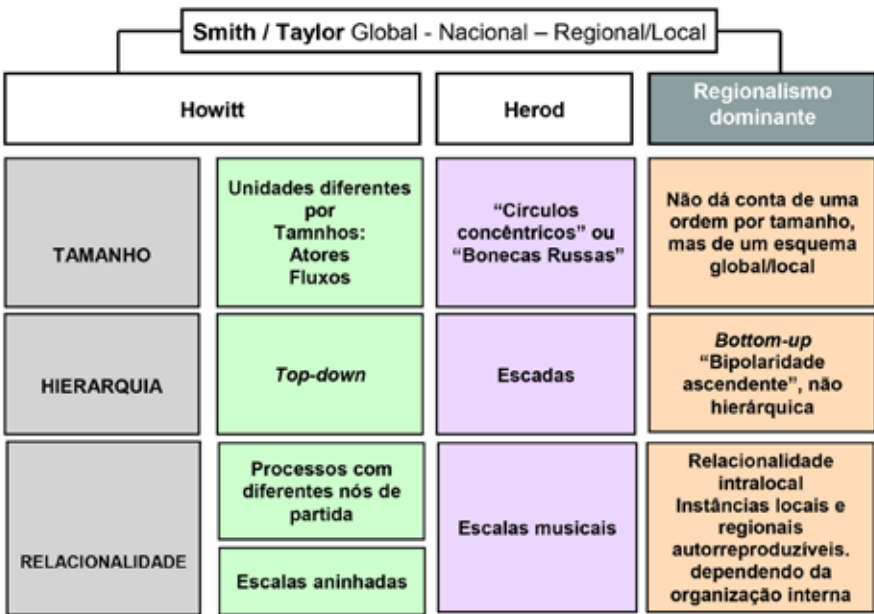 Smith / Taylor Global - Nacional – Regional/Local
Howitt
Herod
Regionalismo
dominante
TAMANHO
Unidades diferentes
por
Tamnhos:
Atores
Fluxos
“Círculos
concêntricos” ou
“Bonecas Russas”
Não dá conta de uma
ordem por tamanho,
mas de um esquema
global/local
HIERARQUIA
Top-down
Escadas
Bottom-up
“Bipolaridade
ascendente”, não
hierárquica
RELACIONALIDADE
Processos com
diferentes nós de
partida
Escalas aninhadas
Escalas musicais
Relacionalidade
intralocal
Instâncias locais e
regionais
autorreproduzíveis.
dependendo da
organização interna